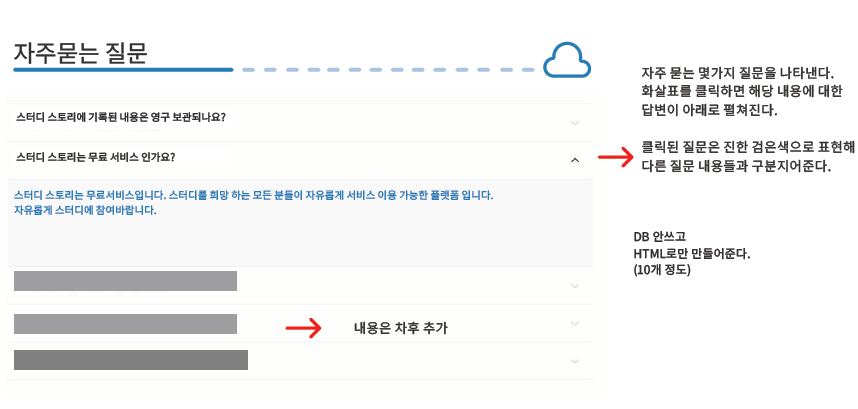 자주묻는 질문
스터디 스토리에 기록된 내용은 영구 보관되나요?
스터디 스토리는 무료 서비스 인가요?
스터디 스토리는 무료서비스입니다. 스터디를 희망 하는 모든 분들이 자유롭게 서비스 이용 가능한 플랫폼 입니다.
자유롭게 스터디에 참여바랍니다.
내용은 차후 추가
자주 묻는 몇가지 질문을 나타낸다.
화살표를 클릭하면 해당 내용에 대한
답변이 아래로 펼쳐진다.
클릭된 질문은 진한 검은색으로 표현해
다른 질문 내용들과 구분지어준다.
DB 안쓰고
HTML로만 만들어준다.
(10개 정도)